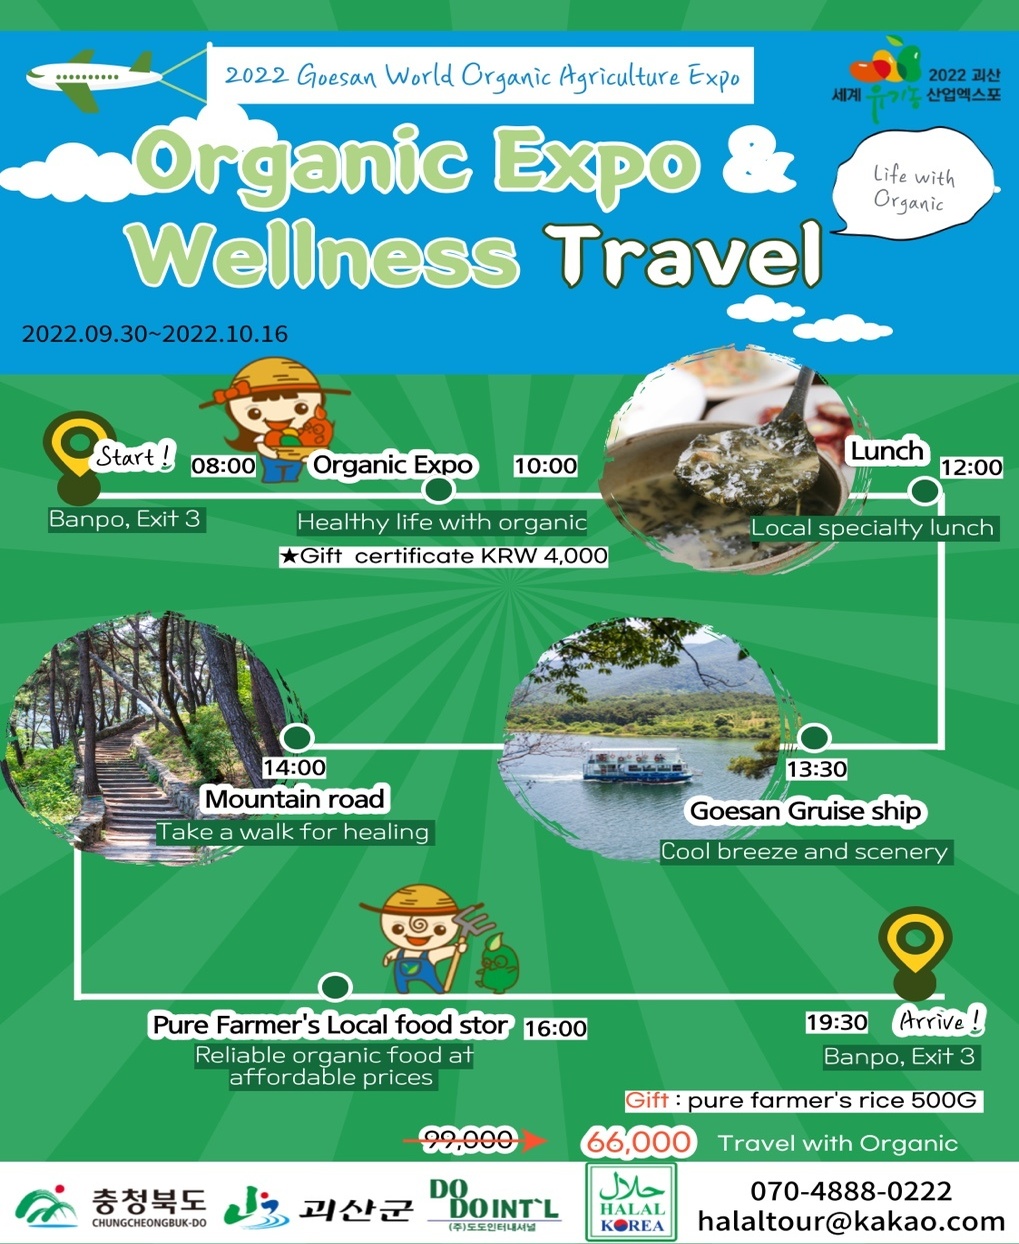 2022 Goesan World Organic Agriculture Expo
2022 괴산
세계 유기농 산업엑스포
Organic Expo &
Wellness Travel
Life with
Organic
2022.09.30~2022.10.16
Start!
08:00
Organic Expo
10:00
Lunch
12:00
Banpo, Exit 3
Healthy life with organic
Local specialty lunch
★Gift certificate KRW 4,000
14:00
Mountain road
Take a walk for healing
13:30
Goesan Gruise ship
Cool breeze and scenery
Pure Farmer's Local food stor
16:00
Reliable organic food at
affordable prices
19:30
Arrive!
Banpo, Exit 3
Gift : pure farmer's rice 500G
99,000
66,000
Travel with Organic
충청북도
CHUNGCHEONGBUK-DO
괴산군
DO
DOINT`L
(주)도도인터내셔널
حلال
HALAL
KOREA
070-4888-0222
halaltour@kakao.com